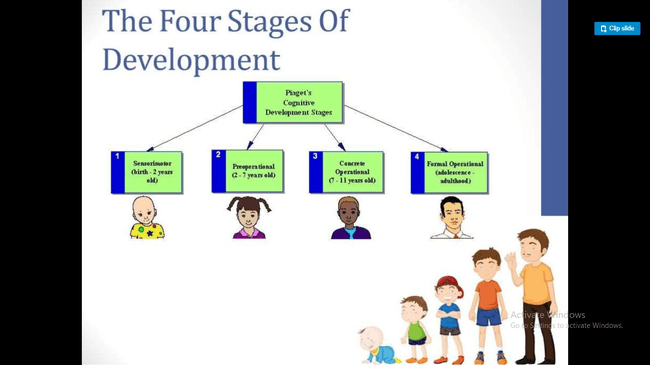 The Four Stages Of
Development
Clip slide
Piaget's
Cognitive
Development Stages
1
Sensorimotor
(birth - 2 years
old)
2
Preoperational
(2 - 7 years old)
3
Concrete
Operational
(7 - 11 years old)
4
Formal Operational
(adolescence -
adulthood)
Activate Windows
Go to Settings to activate Windows.